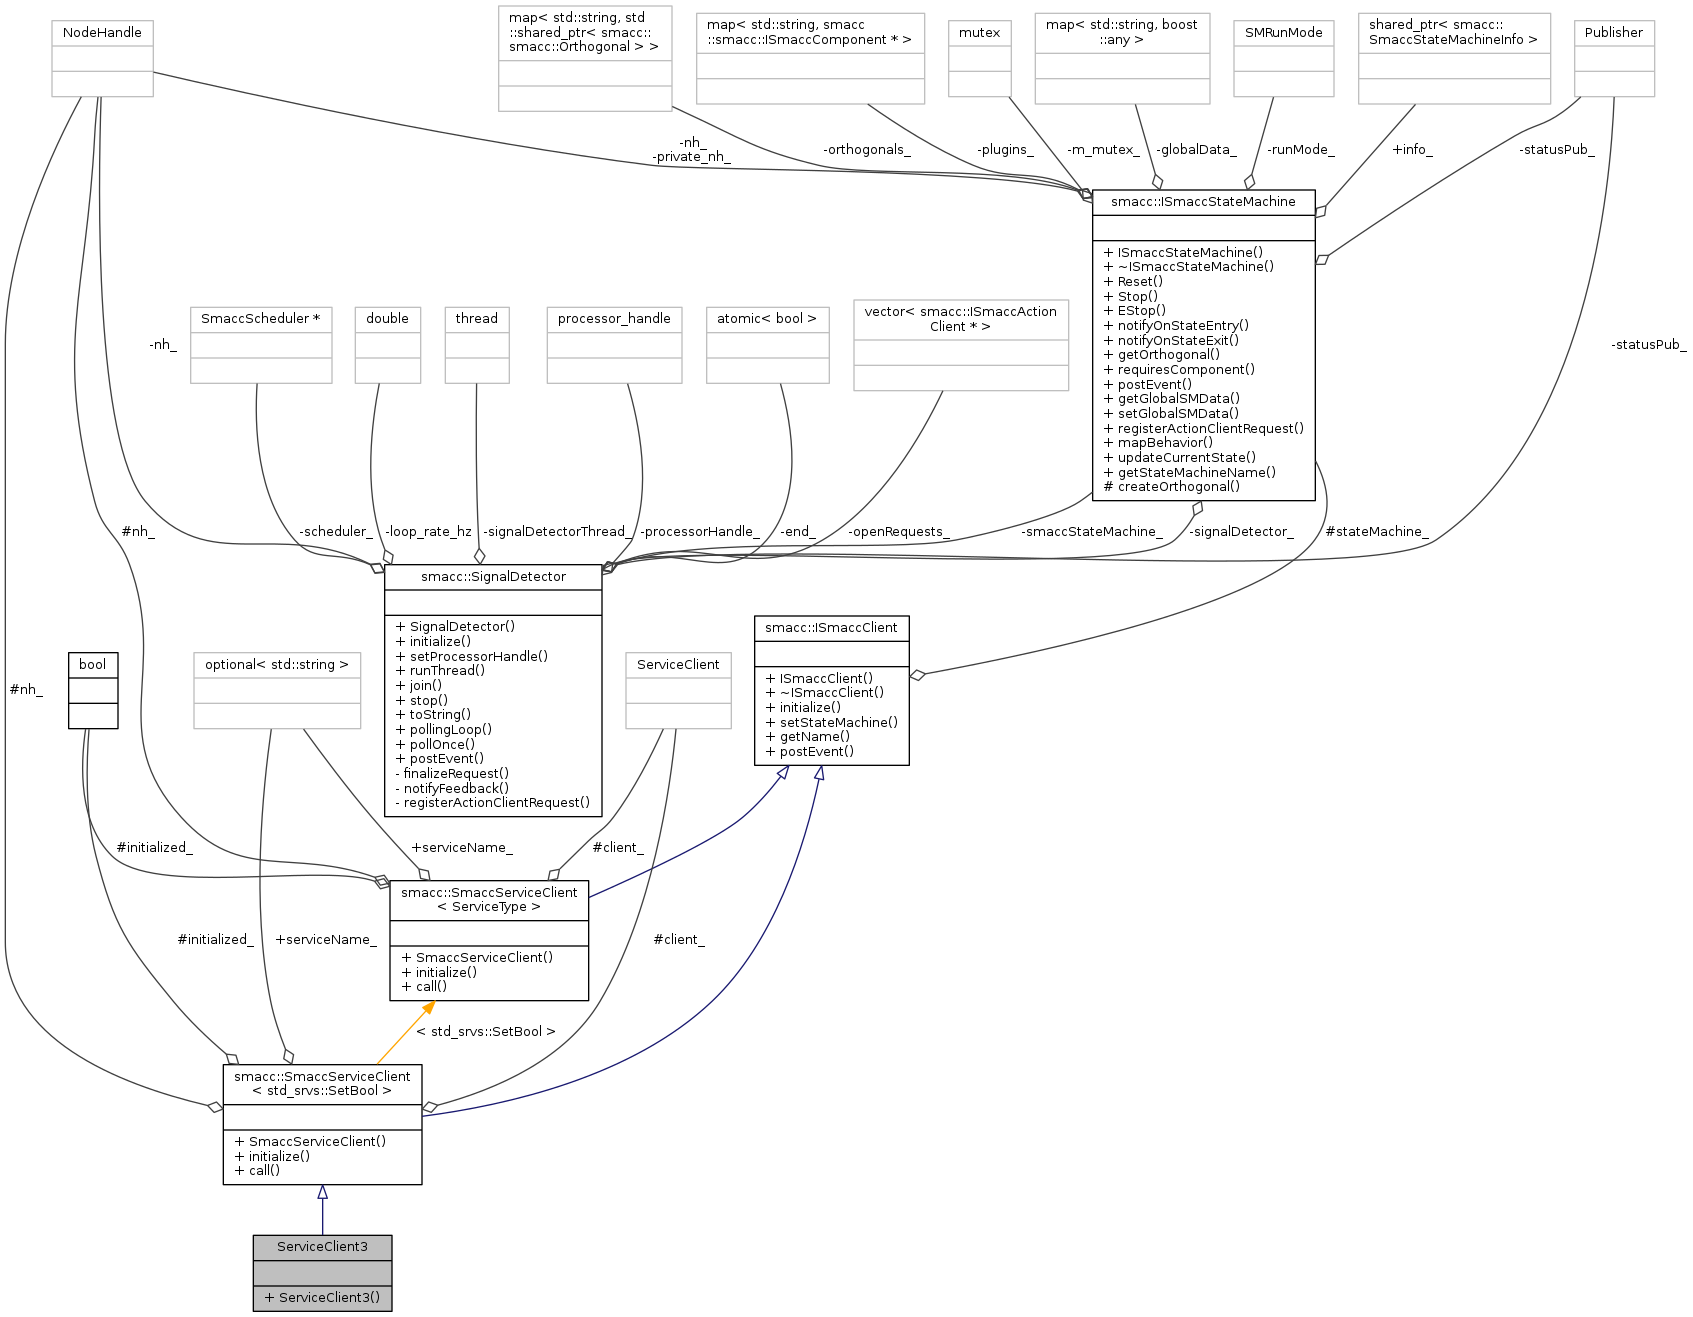 NodeHandle
map< std::string, std
::shared_ptr< smacc::
smacc::Orthogonal > >
map< std::string, smacc
::smacc::ISmaccComponent * >
mutex
map< std::string, boost
::any >
SMRunMode
shared_ptr< smacc::
SmaccStateMachineInfo >
Publisher
-nh_
-private_nh_
-orthogonals_
-plugins_
-m_mutex_
-globalData_
-runMode_
+info_
-statusPub_
smacc::ISmaccStateMachine
+ ISmaccStateMachine()
+ ~ISmaccStateMachine()
+ Reset()
+ Stop()
+ EStop()
+ notifyOnStateEntry()
+ notifyOnStateExit()
+ getOrthogonal()
+ requiresComponent()
+ postEvent()
+ getGlobalSMData()
+ setGlobalSMData()
+ registerActionClientRequest()
+ mapBehavior()
+ updateCurrentState()
+ getStateMachineName()
# createOrthogonal()
SmaccScheduler *
double
thread
processor_handle
atomic< bool >
vector< smacc::ISmaccAction
Client * >
-nh_
-statusPub_
#nh_
-scheduler_
-loop_rate_hz
-signalDetectorThread_
-processorHandle_
-end_
-openRequests_
-smaccStateMachine_
-signalDetector_
#stateMachine_
smacc::SignalDetector
+ SignalDetector()
+ initialize()
+ setProcessorHandle()
+ runThread()
+ join()
+ stop()
+ toString()
+ pollingLoop()
+ pollOnce()
+ postEvent()
- finalizeRequest()
- notifyFeedback()
- registerActionClientRequest()
smacc::ISmaccClient
+ ISmaccClient()
+ ~ISmaccClient()
+ initialize()
+ setStateMachine()
+ getName()
+ postEvent()
#nh_
bool
optional< std::string >
ServiceClient
#initialized_
+serviceName_
#client_
smacc::SmaccServiceClient
< ServiceType >
+ SmaccServiceClient()
+ initialize()
+ call()
#initialized_
+serviceName_
#client_
< std_srvs::SetBool >
smacc::SmaccServiceClient
< std_srvs::SetBool >
+ SmaccServiceClient()
+ initialize()
+ call()
ServiceClient3
+ ServiceClient3()